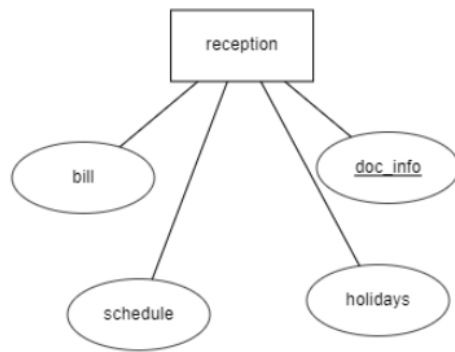 reception
bill
doc_info
schedule
holidays